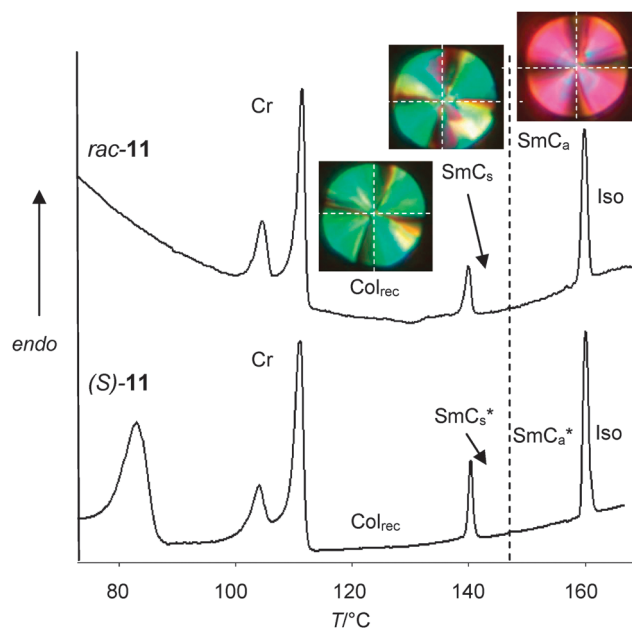 SmCa
Cr
rac-11
SmCs
Iso
Colrec
endo
Cr
(S)-11
SmCs*
SmCa*
Iso
Colrec
80
100
120
140
160
T/°C